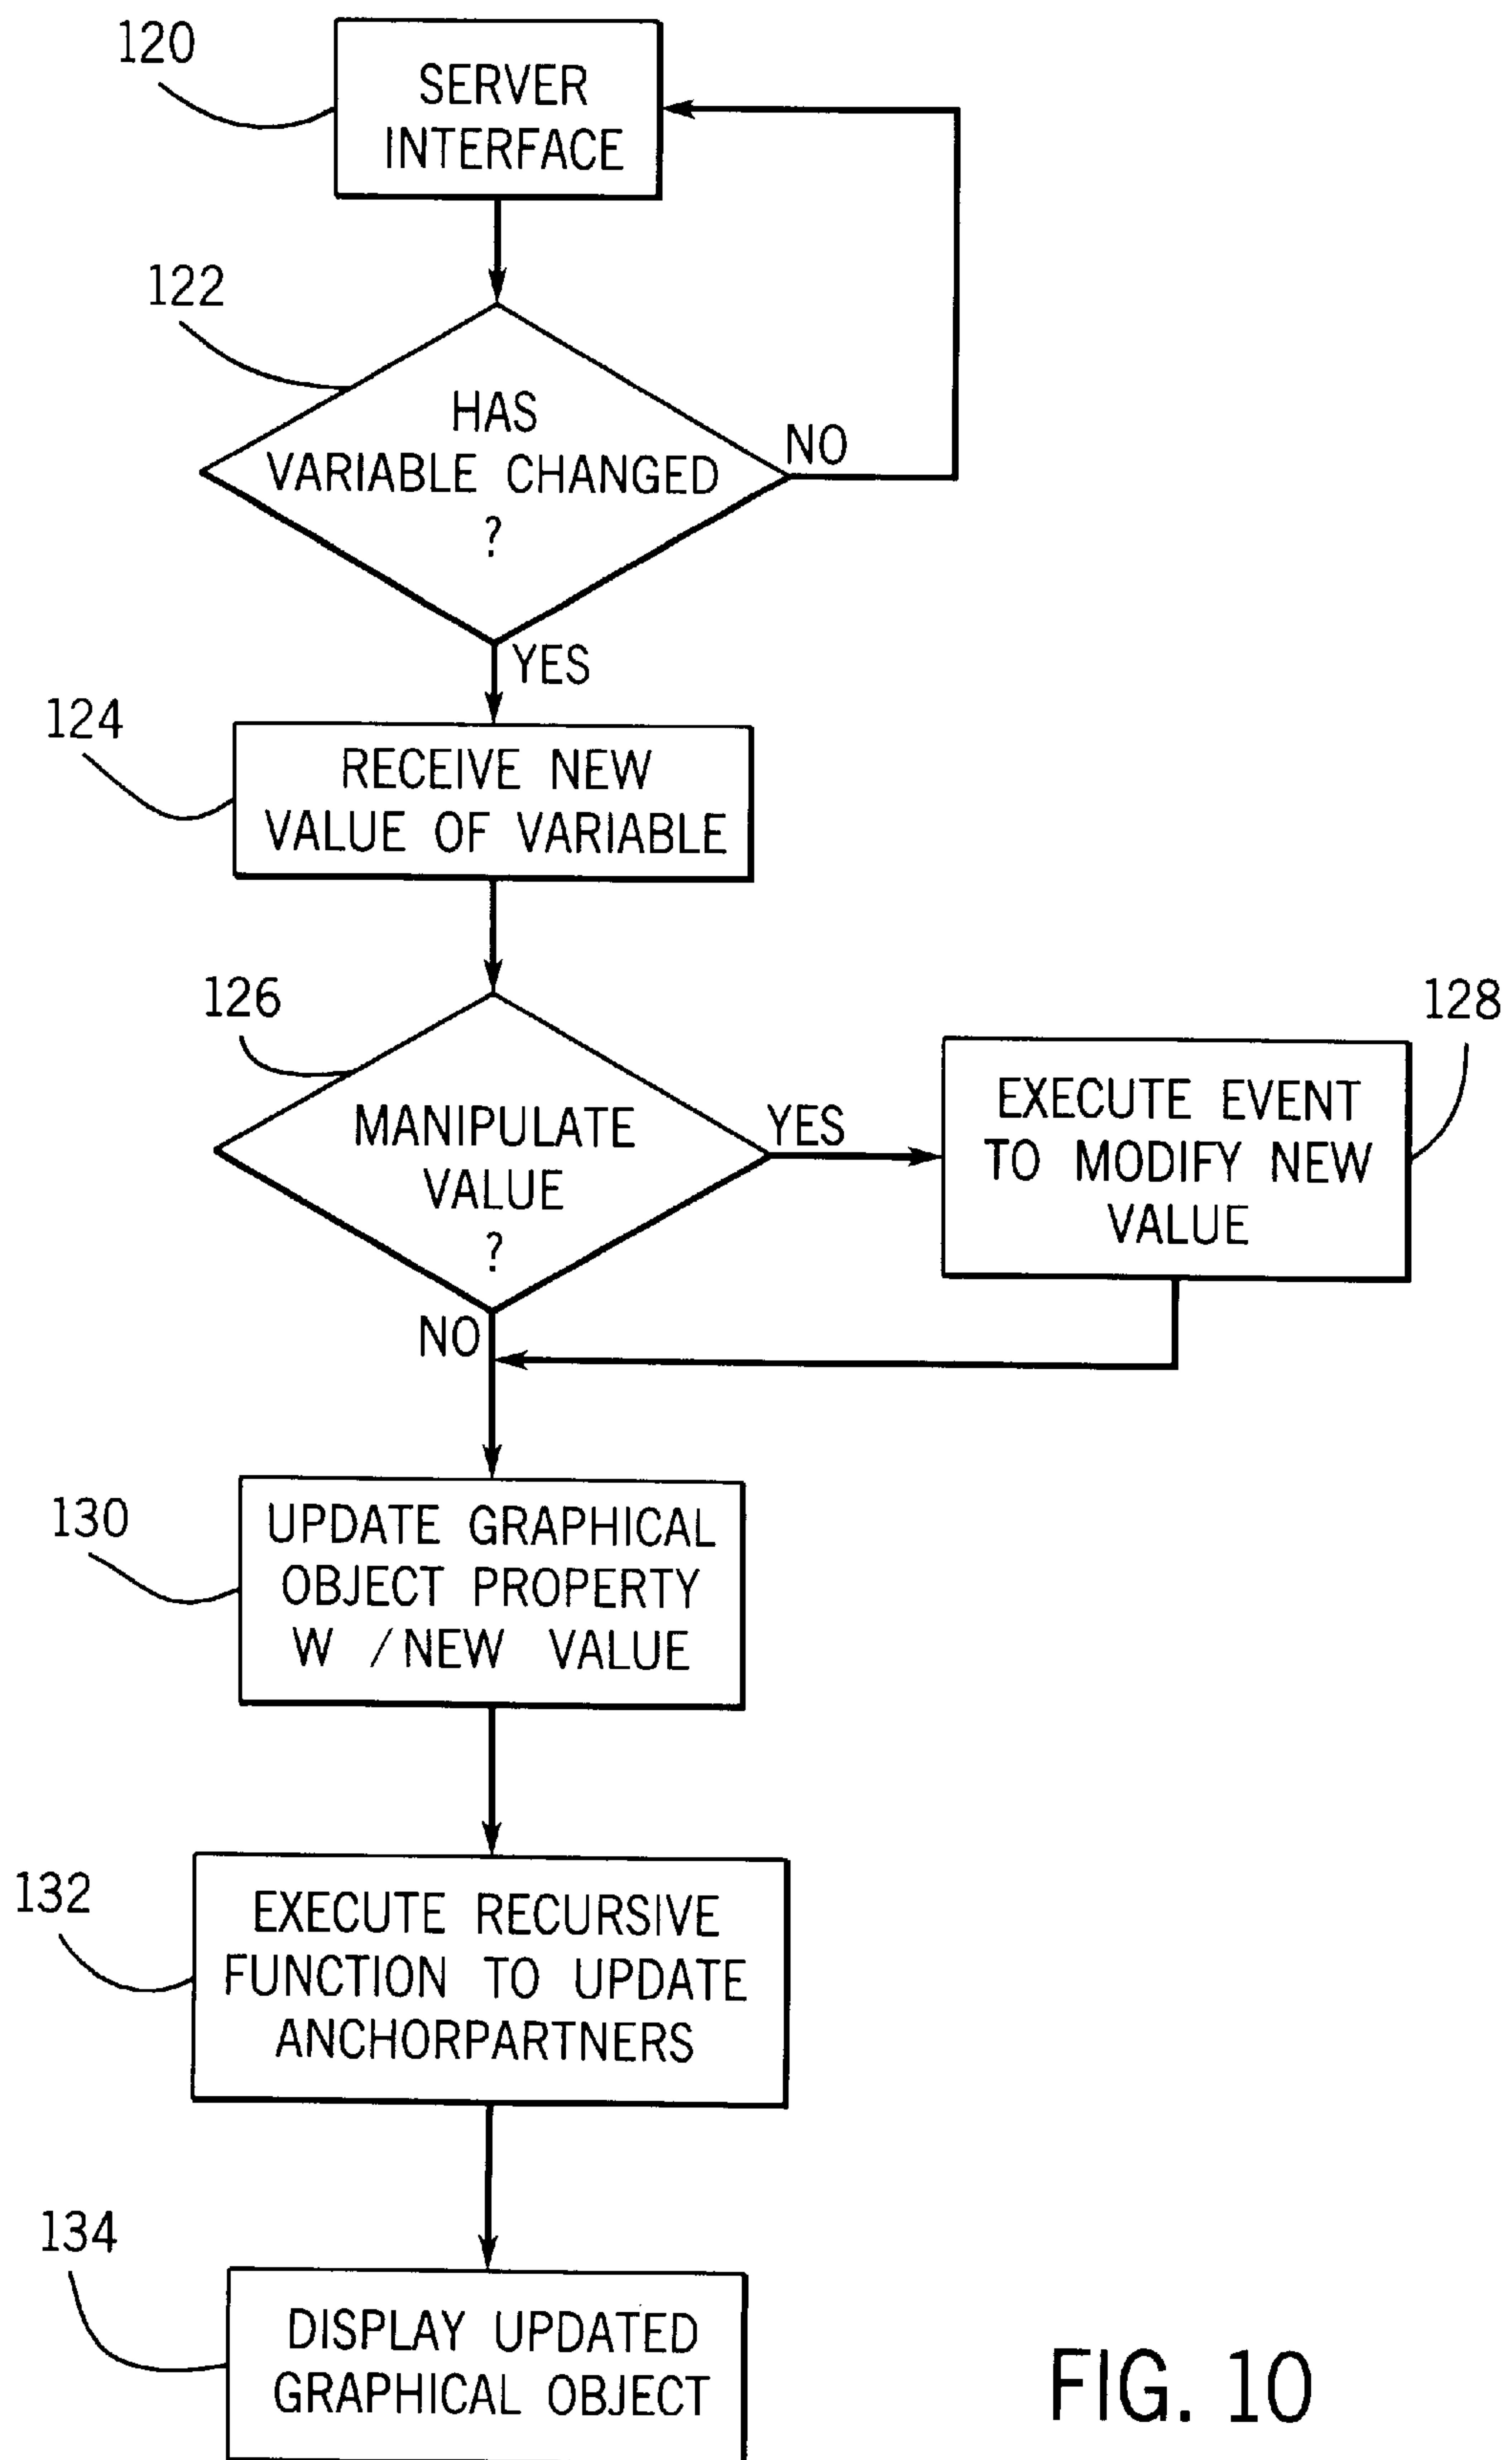 120
SERVER
INTERFACE
122
HAS
VARIABLE CHANGED
?
NO
YES
124
RECEIVE NEW
VALUE OF VARIABLE
126
MANIPULATE
VALUE
?
YES
NO
128
EXECUTE EVENT
TO MODIFY NEW
VALUE
130
UPDATE GRAPHICAL
OBJECT PROPERTY
W /NEW VALUE
132
EXECUTE RECURSIVE
FUNCTION TO UPDATE
ANCHORPARTNERS
134
DISPLAY UPDATED
GRAPHICAL OBJECT
FIG. 10